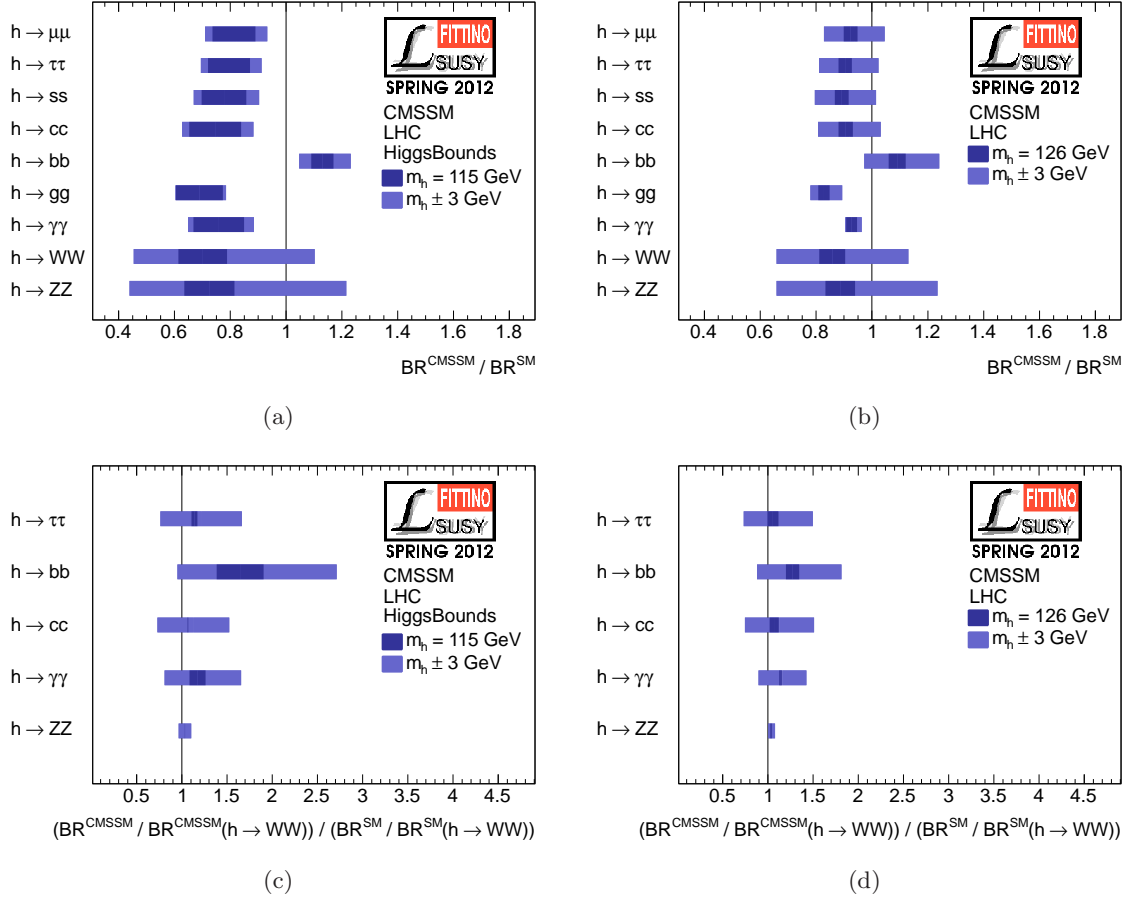 h → μμ
h → ττ
h → ss
h → cc
h → bb
h → gg
h → γγ
h → WW
h → ZZ
FITTINO
SUSY
SPRING 2012
CMSSM
LHC
HiggsBounds
m_h = 115 GeV
m_h ± 3 GeV
0.4 0.6 0.8 1 1.2 1.4 1.6 1.8
BR^CMSSM / BR^SM
(a)
h → μμ
h → ττ
h → ss
h → cc
h → bb
h → gg
h → γγ
h → WW
h → ZZ
FITTINO
SUSY
SPRING 2012
CMSSM
LHC
m_h = 126 GeV
m_h ± 3 GeV
0.4 0.6 0.8 1 1.2 1.4 1.6 1.8
BR^CMSSM / BR^SM
(b)
h → ττ
h → bb
h → cc
h → γγ
h → ZZ
FITTINO
SUSY
SPRING 2012
CMSSM
LHC
HiggsBounds
m_h = 115 GeV
m_h ± 3 GeV
0.5 1 1.5 2 2.5 3 3.5 4 4.5
(BR^CMSSM / BR^CMSSM(h → WW)) / (BR^SM / BR^SM(h → WW))
(c)
h → ττ
h → bb
h → cc
h → γγ
h → ZZ
FITTINO
SUSY
SPRING 2012
CMSSM
LHC
m_h = 126 GeV
m_h ± 3 GeV
0.5 1 1.5 2 2.5 3 3.5 4 4.5
(BR^CMSSM / BR^CMSSM(h → WW)) / (BR^SM / BR^SM(h → WW))
(d)